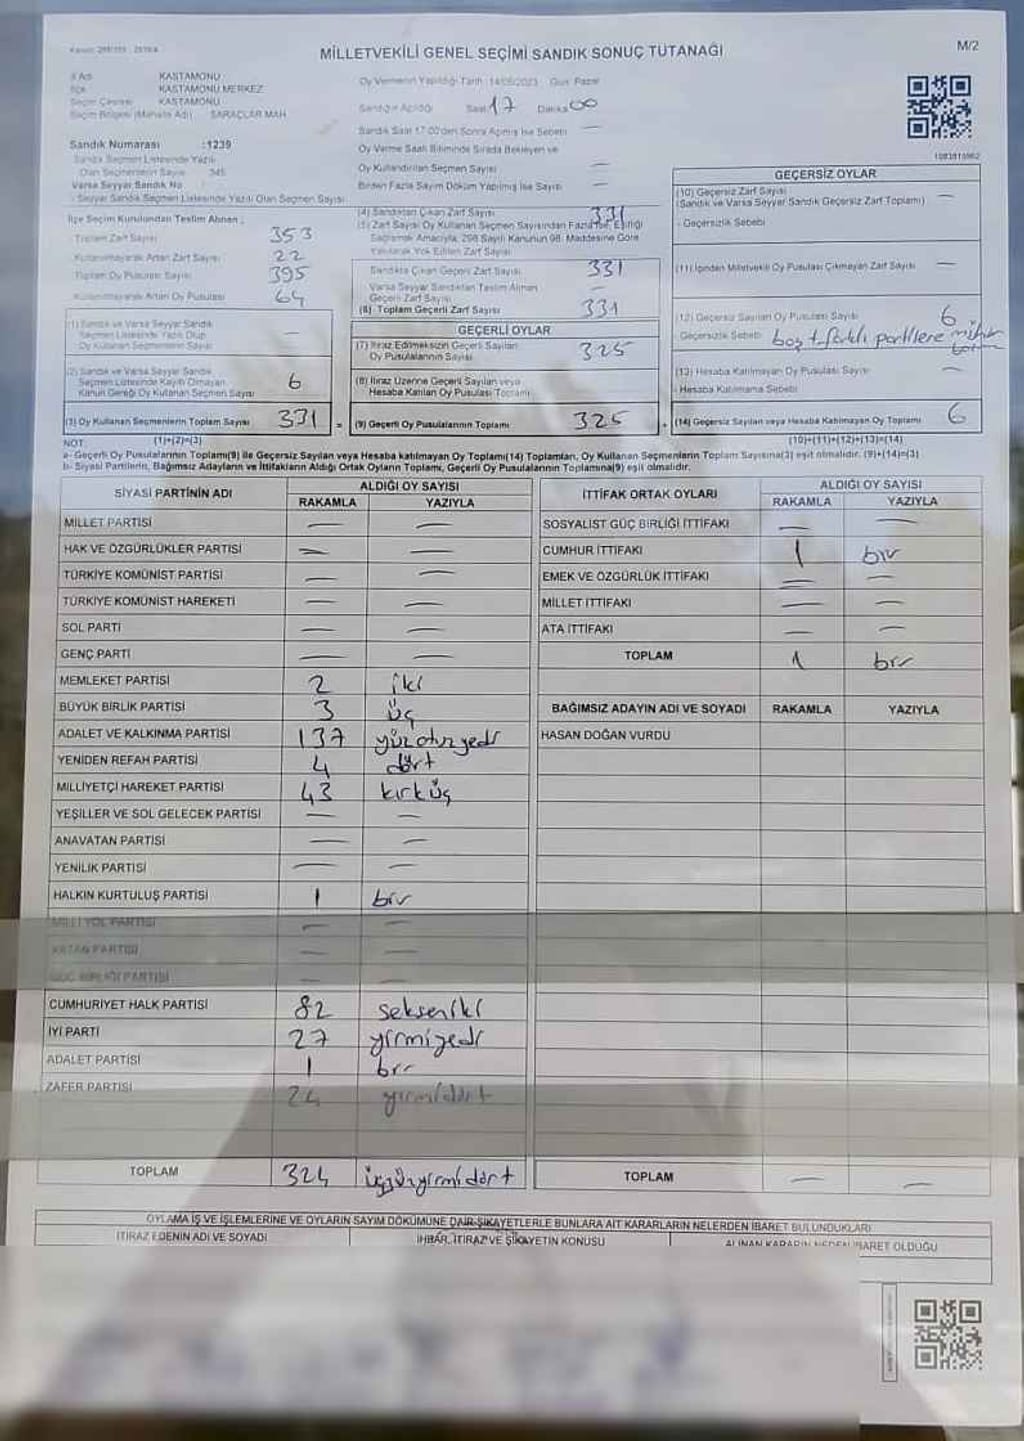 MİLLETVEKİLİ GENEL SEÇİMİ SANDIK SONUÇ TUTANAĞI
M/2
İl Adı KASTAMONU
İlçe KASTAMONU MERKEZ
Seçim Çevresi KASTAMONU
Seçim Bölgesi (Mahalle Adı) SARAÇLAR MAH.
Oy Vermenin Yapıldığı Tarih :14/05/2023 Gün: Pazar
Sandığın Açıldığı Saat 17 Dakika 00
Sandık Saat 17:00'den Sonra Açılmış İse Sebebi —
Oy Verme Saati Bitiminde Sırada Bekleyen ve
Oy Kullandırılan Seçmen Sayısı —
Birden Fazla Sayım Döküm Yapılmış İse Sayısı —
Sandık Numarası :1239
Sandık Seçmen Listesinde Yazılı
Olan Seçmenlerin Sayısı 345
Varsa Seyyar Sandık No
- Seyyar Sandık Seçmen Listesinde Yazılı Olan Seçmen Sayısı
İlçe Seçim Kurulundan Teslim Alınan ;
- Toplam Zarf Sayısı 353
- Kullanılmayarak Artan Zarf Sayısı 22
- Toplam Oy Pusulası Sayısı 395
- Kullanılmayarak Artan Oy Pusulası 64
(1) Sandık ve Varsa Seyyar Sandık
Seçmen Listesinde Yazılı Olup
Oy Kullanan Seçmenlerin Sayısı —
(2) Sandık ve Varsa Seyyar Sandık
Seçmen Listesinde Kayıtlı Olmayan
Kanun Gereği Oy Kullanan Seçmen Sayısı 6
(3) Oy Kullanan Seçmenlerin Toplam Sayısı 331
(4) Sandıktan Çıkan Zarf Sayısı 331
(5) Zarf Sayısı Oy Kullanan Seçmen Sayısından Fazla İse, Eşitliği
Sağlamak Amacıyla, 298 Sayılı Kanunun 98. Maddesine Göre
Yakılarak Yok Edilen Zarf Sayısı
Sandıkta Çıkan Geçerli Zarf Sayısı 331
Varsa Seyyar Sandıktan Teslim Alınan
Geçerli Zarf Sayısı —
(6) Toplam Geçerli Zarf Sayısı 331
GEÇERLİ OYLAR
(7) İtiraz Edilmeksizin Geçerli Sayılan
Oy Pusulalarının Sayısı 325
(8) İtiraz Üzerine Geçerli Sayılan veya
Hesaba Katılan Oy Pusulası Toplamı
= (9) Geçerli Oy Pusulalarının Toplamı 325
1083818962
GEÇERSİZ OYLAR
(10) Geçersiz Zarf Sayısı
(Sandık ve Varsa Seyyar Sandık Geçersiz Zarf Toplamı) —
- Geçersizlik Sebebi
(11) İçinden Milletvekili Oy Pusulası Çıkmayan Zarf Sayısı —
(12) Geçersiz Sayılan Oy Pusulası Sayısı 6
- Geçersizlik Sebebi boş + farklı partilere mühür
(13) Hesaba Katılmayan Oy Pusulası Sayısı —
- Hesaba Katılmama Sebebi
+ (14) Geçersiz Sayılan veya Hesaba Katılmayan Oy Toplamı 6
NOT: (1)+(2)=(3) (10)+(11)+(12)+(13)=(14)
a- Geçerli Oy Pusulalarının Toplamı(9) ile Geçersiz Sayılan veya Hesaba katılmayan Oy Toplamı(14) Toplamları, Oy Kullanan Seçmenlerin Toplam Sayısına(3) eşit olmalıdır. (9)+(14)=(3)
b- Siyasi Partilerin, Bağımsız Adayların ve İttifakların Aldığı Ortak Oyların Toplamı, Geçerli Oy Pusulalarının Toplamına(9) eşit olmalıdır.
SİYASİ PARTİNİN ADI ALDIĞI OY SAYISI
RAKAMLA YAZIYLA
MİLLET PARTİSİ — —
HAK VE ÖZGÜRLÜKLER PARTİSİ — —
TÜRKİYE KOMÜNİST PARTİSİ — —
TÜRKİYE KOMÜNİST HAREKETİ — —
SOL PARTİ — —
GENÇ PARTİ — —
MEMLEKET PARTİSİ 2 iki
BÜYÜK BİRLİK PARTİSİ 3 üç
ADALET VE KALKINMA PARTİSİ 137 yüzotuzyedi
YENİDEN REFAH PARTİSİ 4 dört
MİLLİYETÇİ HAREKET PARTİSİ 43 kırküç
YEŞİLLER VE SOL GELECEK PARTİSİ — —
ANAVATAN PARTİSİ — —
YENİLİK PARTİSİ — —
HALKIN KURTULUŞ PARTİSİ 1 bir
MİLLİ YOL PARTİSİ — —
VATAN PARTİSİ — —
GÜÇ BİRLİĞİ PARTİSİ — —
CUMHURİYET HALK PARTİSİ 82 sekseniki
İYİ PARTİ 27 yirmiyedi
ADALET PARTİSİ 1 bir
ZAFER PARTİSİ 24 yirmidört
TOPLAM 324 üçyüzyirmidört
İTTİFAK ORTAK OYLARI ALDIĞI OY SAYISI
RAKAMLA YAZIYLA
SOSYALİST GÜÇ BİRLİĞİ İTTİFAKI — —
CUMHUR İTTİFAKI 1 bir
EMEK VE ÖZGÜRLÜK İTTİFAKI — —
MİLLET İTTİFAKI — —
ATA İTTİFAKI — —
TOPLAM 1 bir
BAĞIMSIZ ADAYIN ADI VE SOYADI RAKAMLA YAZIYLA
HASAN DOĞAN VURDU
TOPLAM — —
OYLAMA İŞ VE İŞLEMLERİNE VE OYLARIN SAYIM DÖKÜMÜNE DAİR ŞİKAYETLERLE BUNLARA AİT KARARLARIN NELERDEN İBARET BULUNDUKLARI
İTİRAZ EDENİN ADI VE SOYADI İHBAR, İTİRAZ VE ŞİKAYETİN KONUSU ALINAN KARARIN NEDEN İBARET OLDUĞU